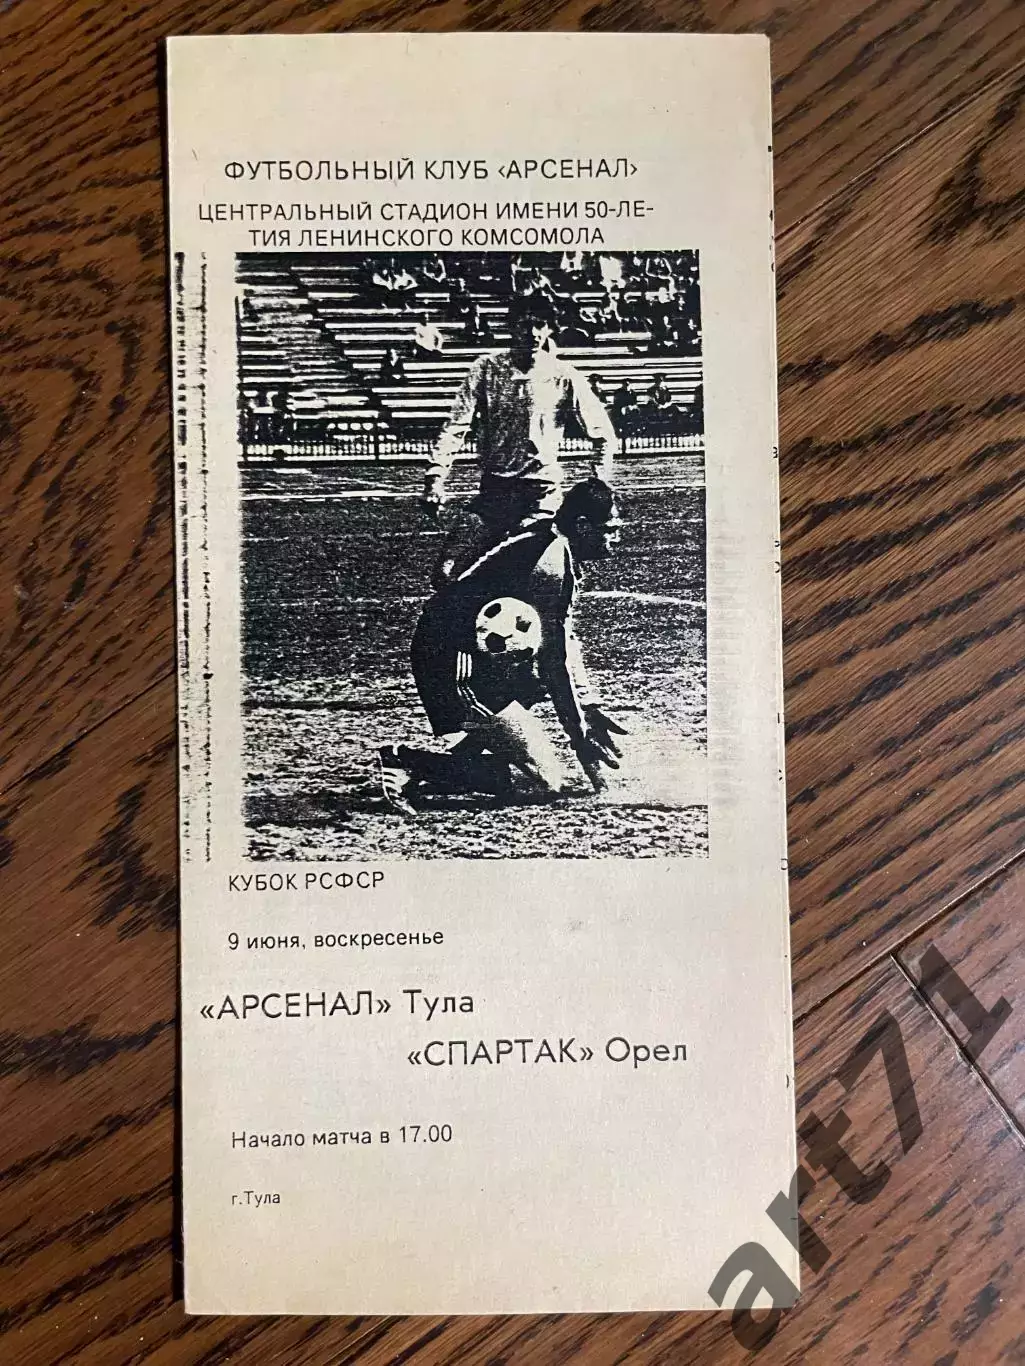 ФУТБОЛЬНЫЙ КЛУБ «АРСЕНАЛ»
ЦЕНТРАЛЬНЫЙ СТАДИОН ИМЕНИ 50-ЛЕ-
ТИЯ ЛЕНИНСКОГО КОМСОМОЛА
КУБОК РСФСР
9 июня, воскресенье
«АРСЕНАЛ» Тула
«СПАРТАК» Орел
Начало матча в 17.00
г.Тула
art71